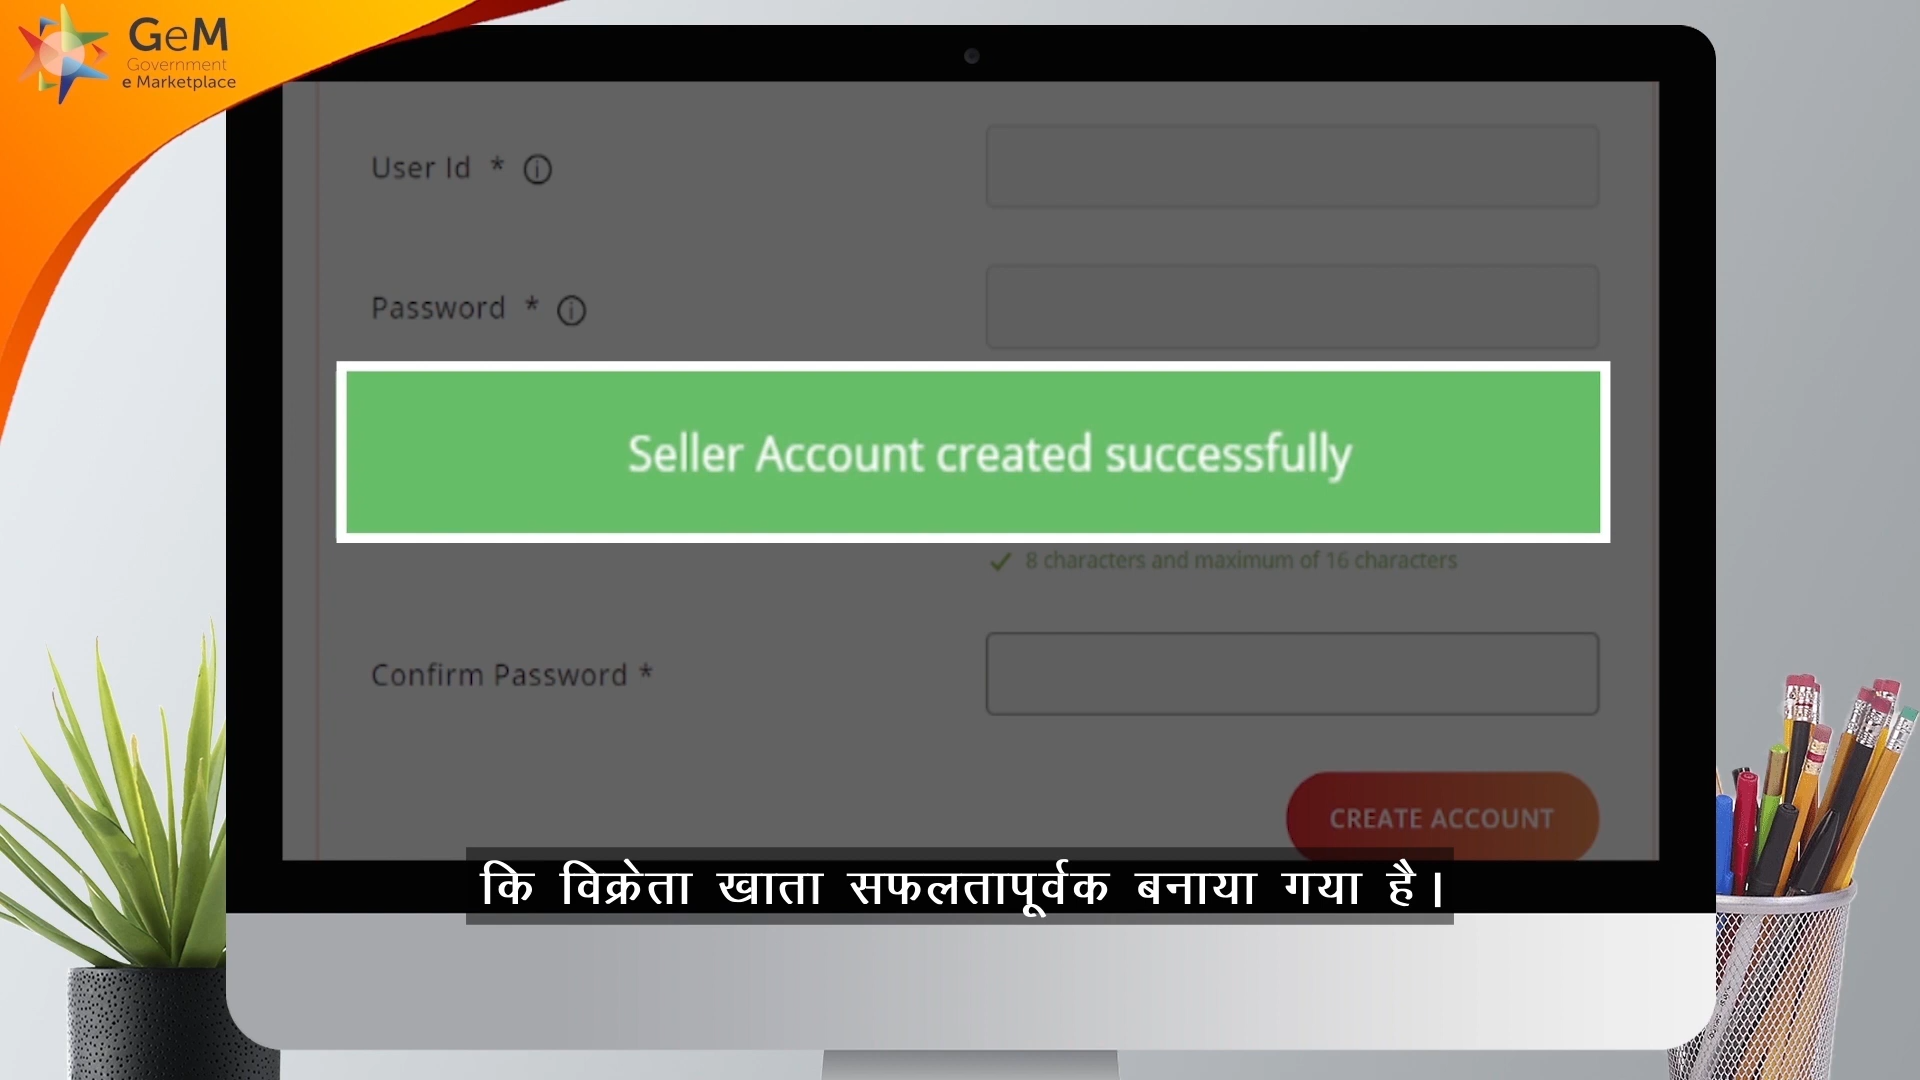 GeM
Government
e Marketplace
User Id *
Password *
Seller Account created successfully
8 characters and maximum of 16 characters
Confirm Password *
CREATE ACCOUNT
कि विक्रेता खाता सफलतापूर्वक बनाया गया है।